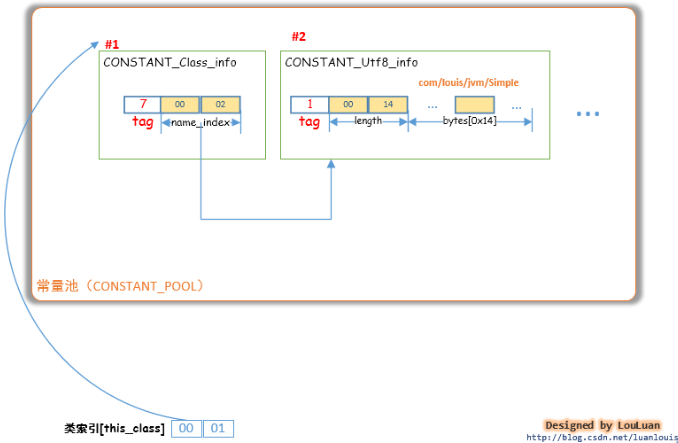 #1
#2
CONSTANT_Class_info
CONSTANT_Utf8_info
com/louis/jvm/Simple
7 00 02
1 00 14 ... ...
tag name_index
tag length bytes[0x14]
...
常量池（CONSTANT_POOL）
类索引[this_class] 00 01
Designed by LouLuan
http://blog.csdn.net/luanlouis